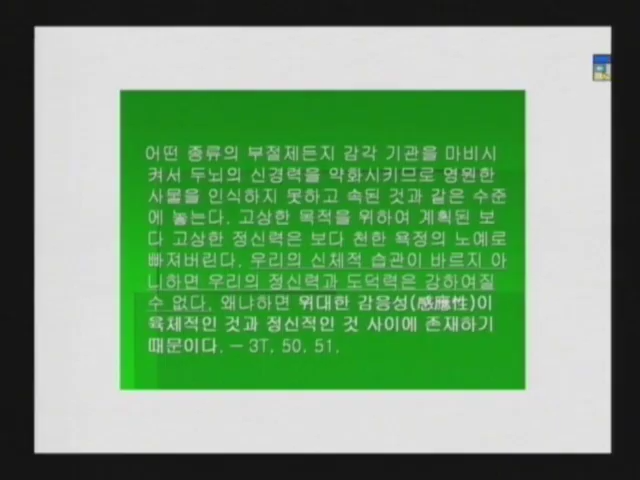 어떤 종류의 부절제든지 감각 기관을 마비시
켜서 두뇌의 신경력을 약화시키므로 영원한
사물을 인식하지 못하고 속된 것과 같은 수준
에 놓는다. 고상한 목적을 위하여 계획된 보
다 고상한 정신력은 보다 천한 욕정의 노예로
빠져버린다. 우리의 신체적 습관이 바르지 아
니하면 우리의 정신력과 도덕력은 강하여질
수 없다. 왜냐하면 위대한 감응성(感應性)이
육체적인 것과 정신적인 것 사이에 존재하기
때문이다. – 3T, 50, 51.